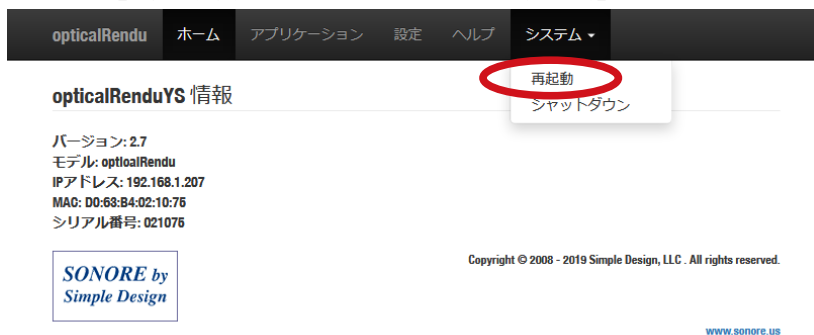 opticalRendu ホーム アプリケーション 設定 ヘルプ システム
再起動
シャットダウン
opticalRenduYS 情報
バージョン: 2.7
モデル: opticalRendu
IPアドレス: 192.168.1.207
MAC: D0:63:B4:02:10:76
シリアル番号: 021076
SONORE by
Simple Design
Copyright © 2008 - 2019 Simple Design, LLC . All rights reserved.
www.sonore.us